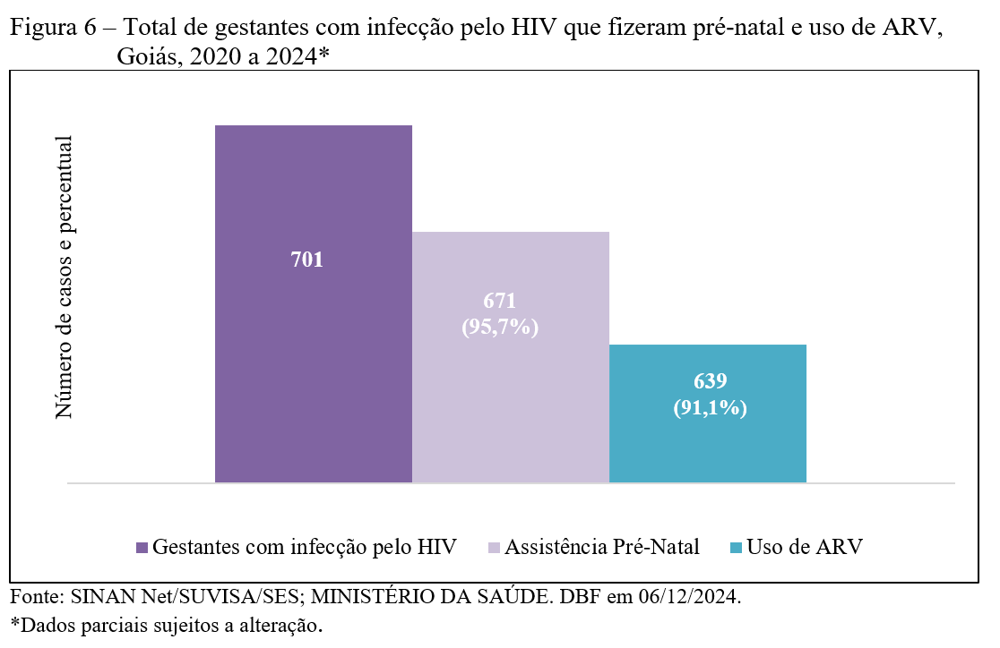 Figura 6 – Total de gestantes com infecção pelo HIV que fizeram pré-natal e uso de ARV,
Goiás, 2020 a 2024*
Número de casos e percentual
701
671
(95,7%)
639
(91,1%)
Gestantes com infecção pelo HIV
Assistência Pré-Natal
Uso de ARV
Fonte: SINAN Net/SUVISA/SES; MINISTÉRIO DA SAÚDE. DBF em 06/12/2024.
*Dados parciais sujeitos a alteração.